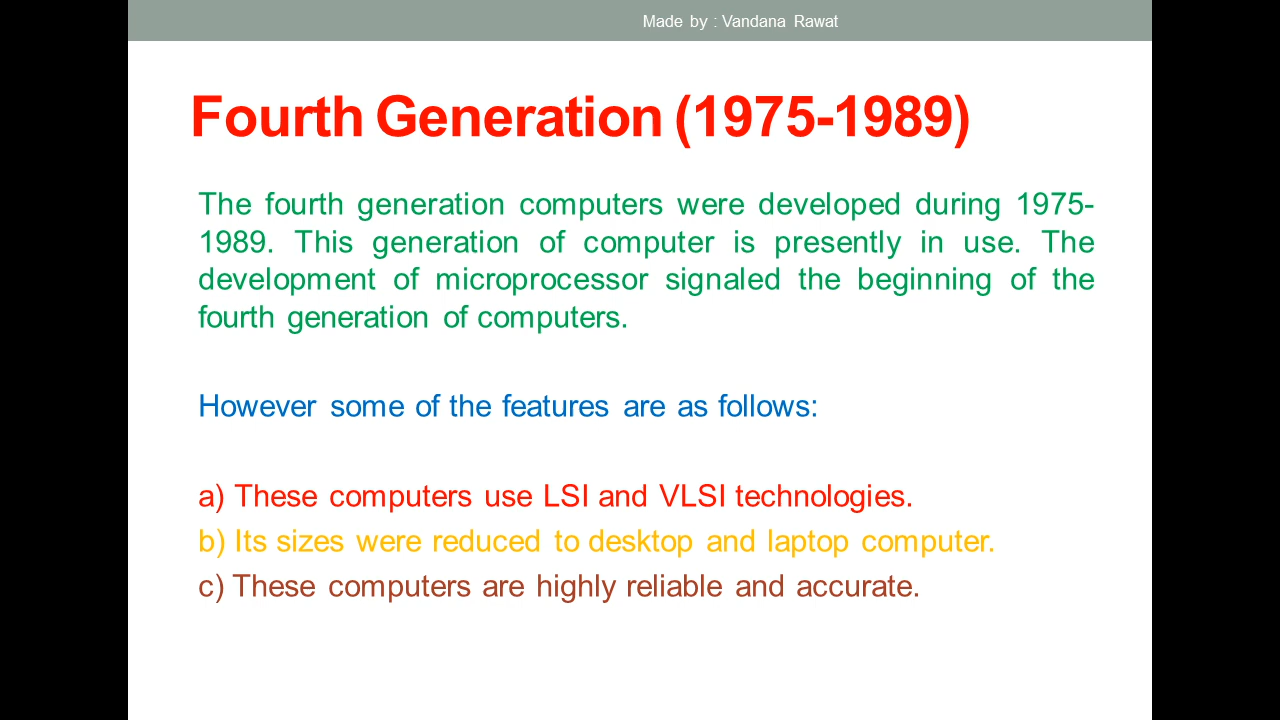 Made by : Vandana Rawat
Fourth Generation (1975-1989)
The fourth generation computers were developed during 1975-
1989. This generation of computer is presently in use. The
development of microprocessor signaled the beginning of the
fourth generation of computers.
However some of the features are as follows:
a) These computers use LSI and VLSI technologies.
b) Its sizes were reduced to desktop and laptop computer.
c) These computers are highly reliable and accurate.